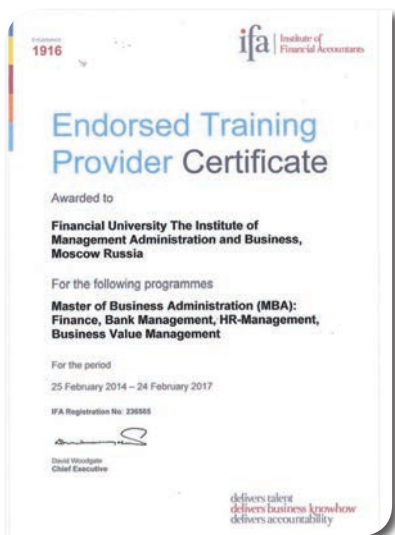 Established
1916
ifa Institute of
Financial Accountants
Endorsed Training
Provider Certificate
Awarded to
Financial University The Institute of
Management Administration and Business,
Moscow Russia
For the following programmes
Master of Business Administration (MBA):
Finance, Bank Management, HR-Management,
Business Value Management
For the period
25 February 2014 – 24 February 2017
IFA Registration No: 236565
David Woodgate
Chief Executive
delivers talent
delivers business knowhow
delivers accountability